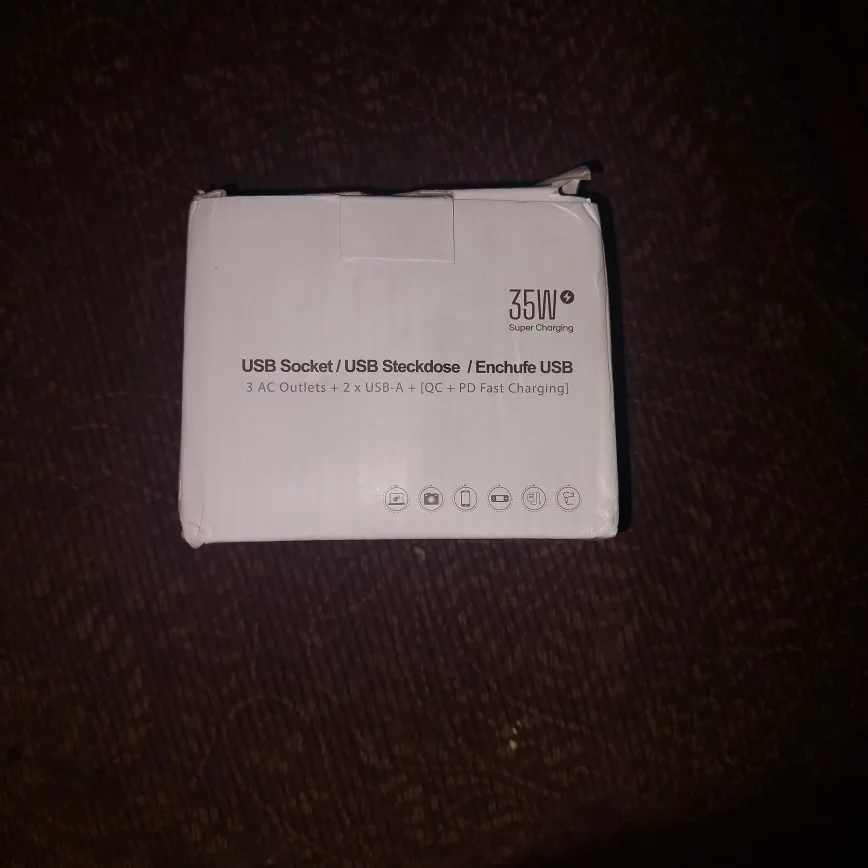 35W
Super Charging
USB Socket / USB Steckdose / Enchufe USB
3 AC Outlets + 2 x USB-A + [QC + PD Fast Charging]